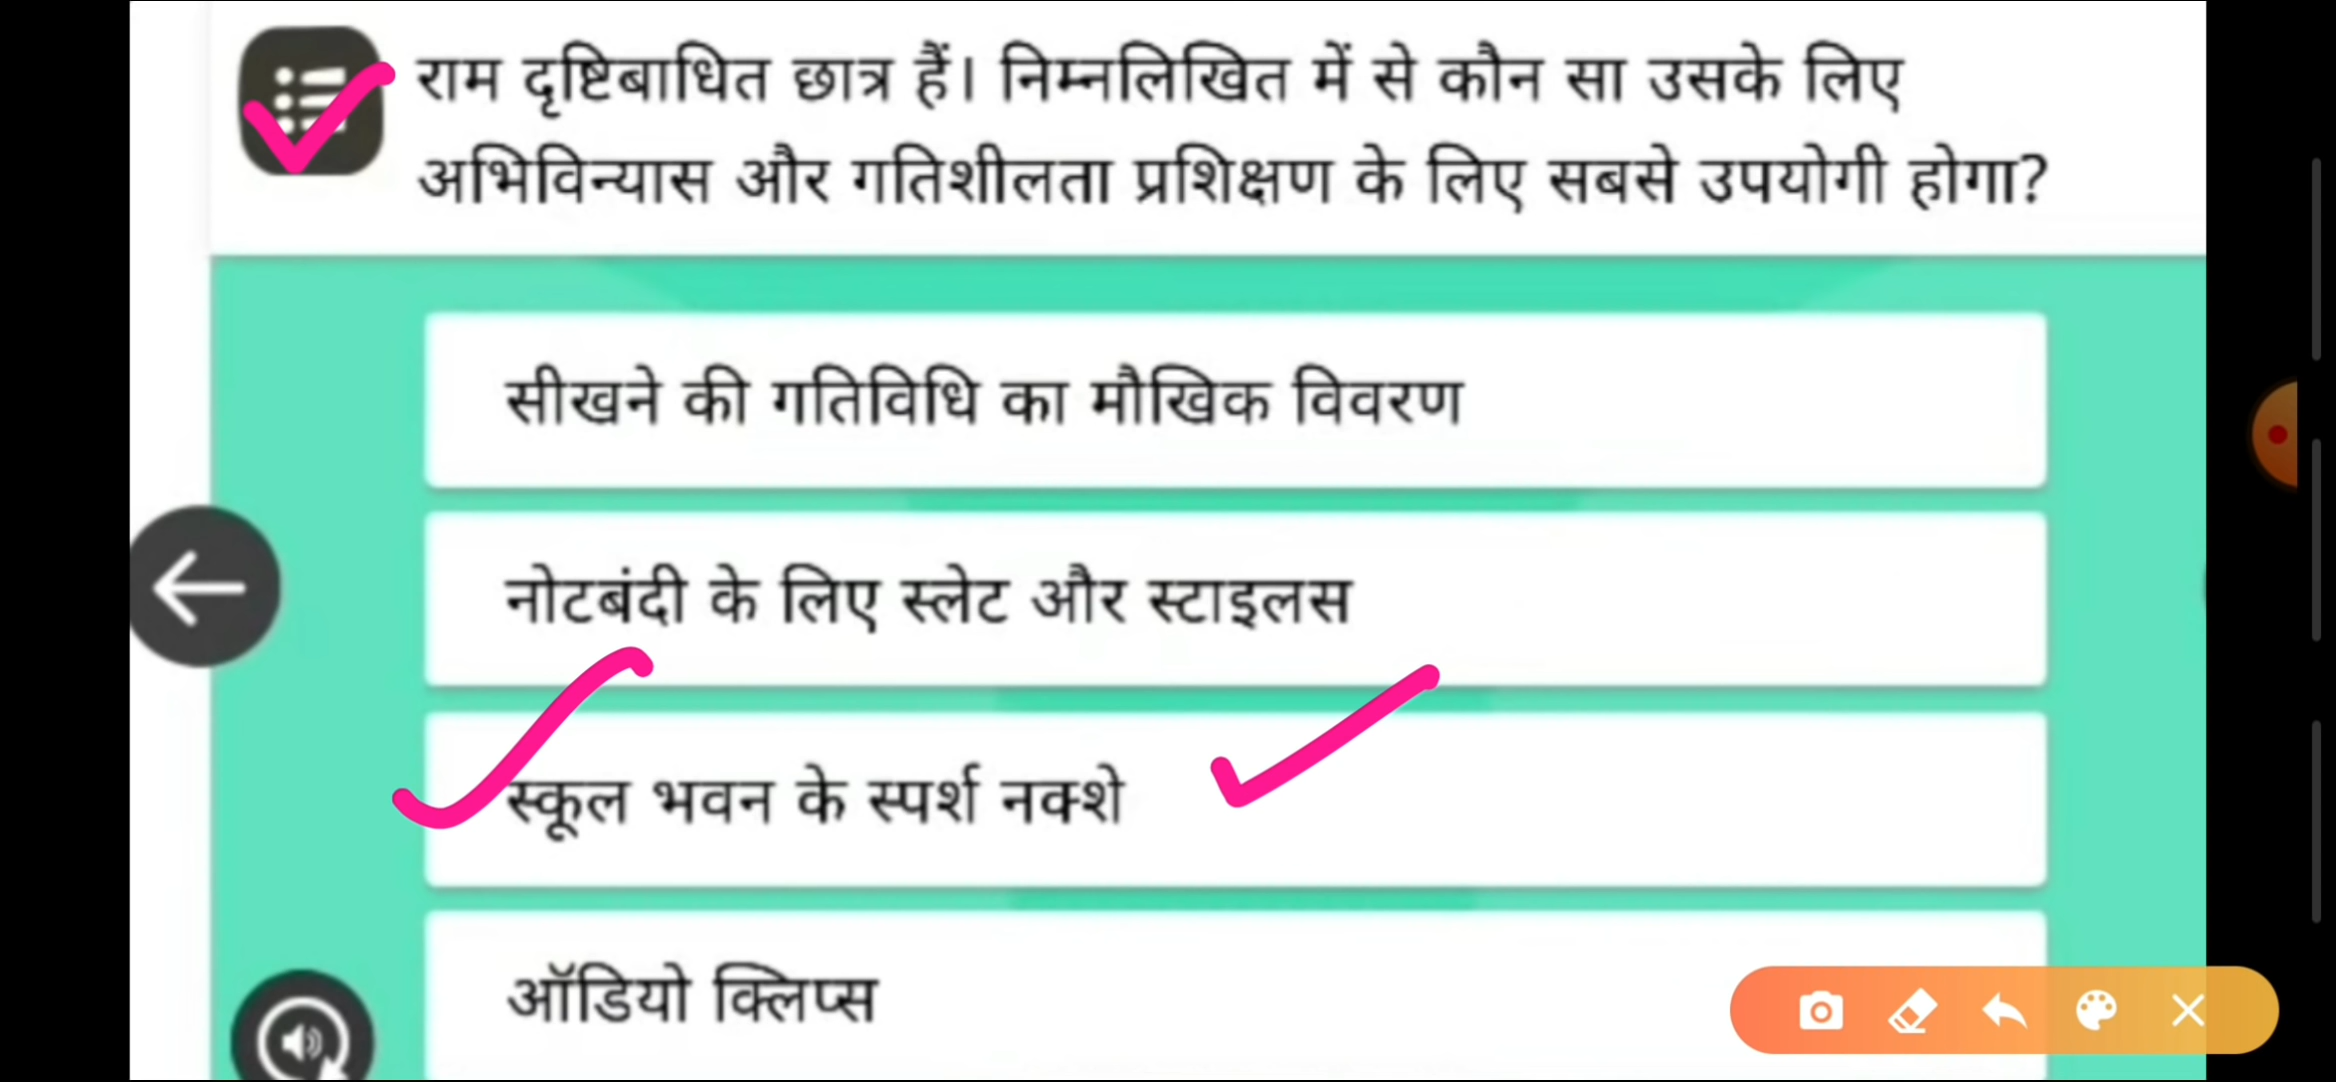 राम दृष्टिबाधित छात्र हैं। निम्नलिखित में से कौन सा उसके लिए
अभिविन्यास और गतिशीलता प्रशिक्षण के लिए सबसे उपयोगी होगा?
सीखने की गतिविधि का मौखिक विवरण
नोटबंदी के लिए स्लेट और स्टाइलस
स्कूल भवन के स्पर्श नक्शे
ऑडियो क्लिप्स